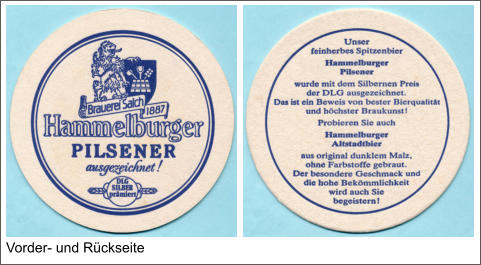 Brauerei Saich 1887
Hammelburger
PILSENER
ausgezeichnet!
DLG
SILBER
prämiert
Unser
feinherbes Spitzenbier
Hammelburger
Pilsener
wurde mit dem Silbernen Preis
der DLG ausgezeichnet.
Das ist ein Beweis von bester Bierqualität
und höchster Braukunst!
Probieren Sie auch
Hammelburger
Altstadtbier
aus original dunklem Malz,
ohne Farbstoffe gebraut.
Der besondere Geschmack und
die hohe Bekömmlichkeit
wird auch Sie
begeistern!
Vorder- und Rückseite